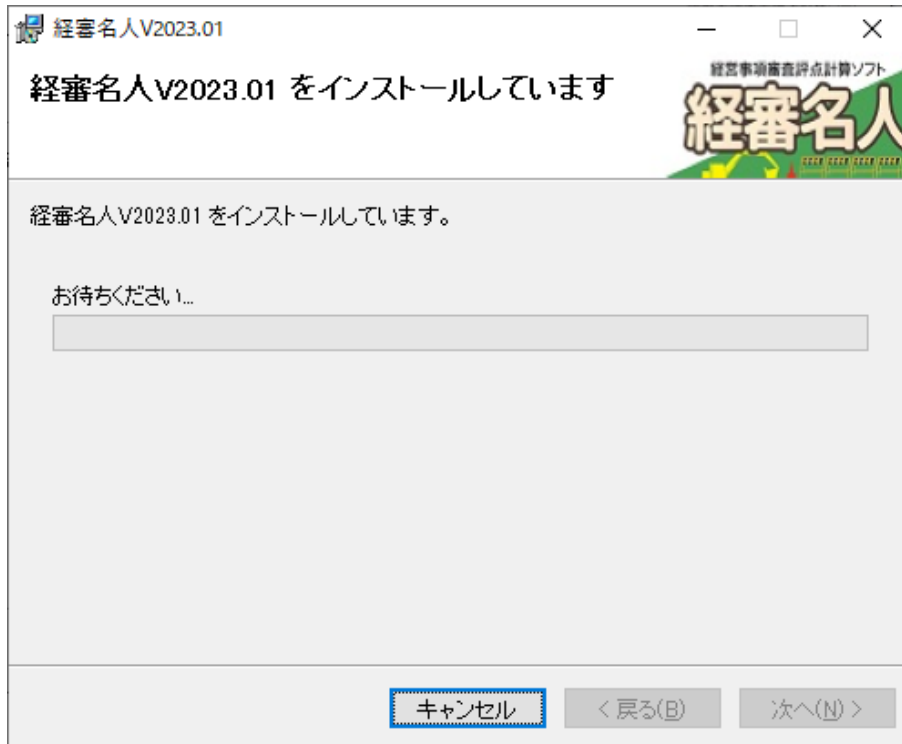 経審名人V2023.01
経審名人V2023.01 をインストールしています
経営事項審査評点計算ソフト
経審名人
経審名人V2023.01 をインストールしています。
お待ちください...
キャンセル
< 戻る(B)
次へ(N) >